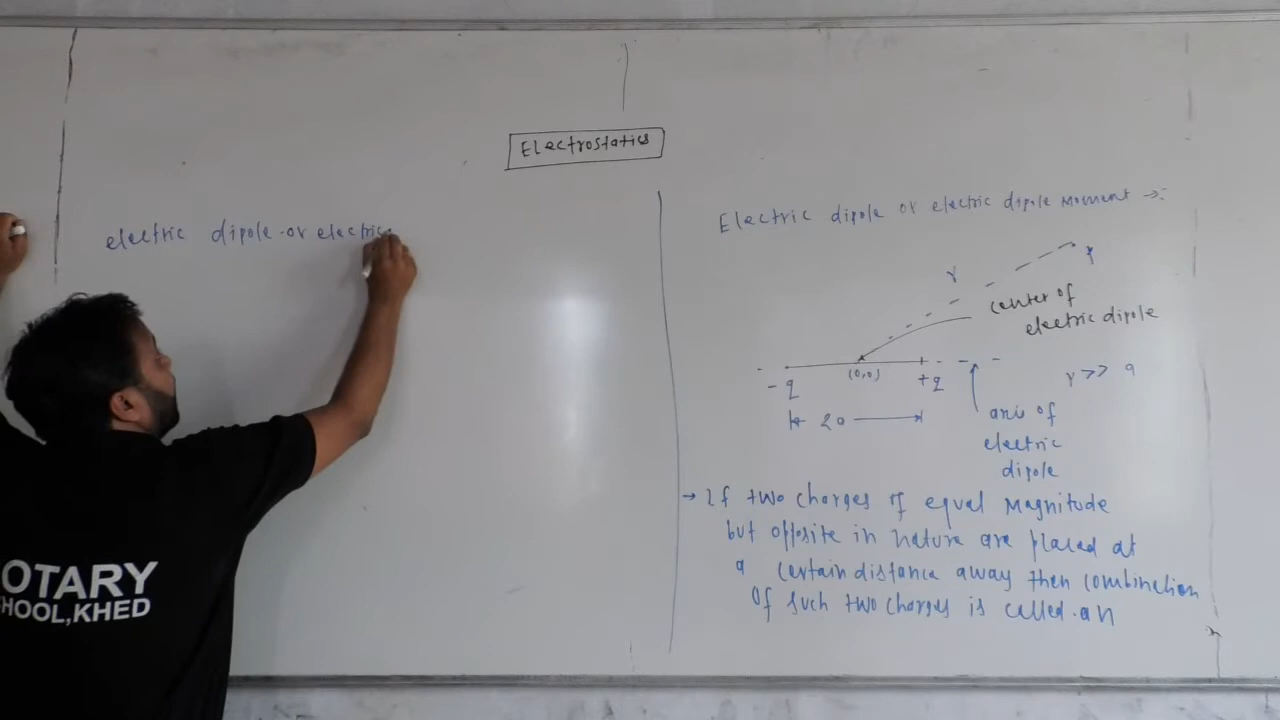 Electrostatics
electric dipole or electric
Electric dipole or electric dipole Moment →:
r
center of
electric dipole
(0,0)
- q
+ q
r >> a
2a
axis of
electric
dipole
→ If two charges of equal Magnitude
but opposite in nature are placed at
a certain distance away then combination
of such two charges is called an
OTARY
HOOL,KHED